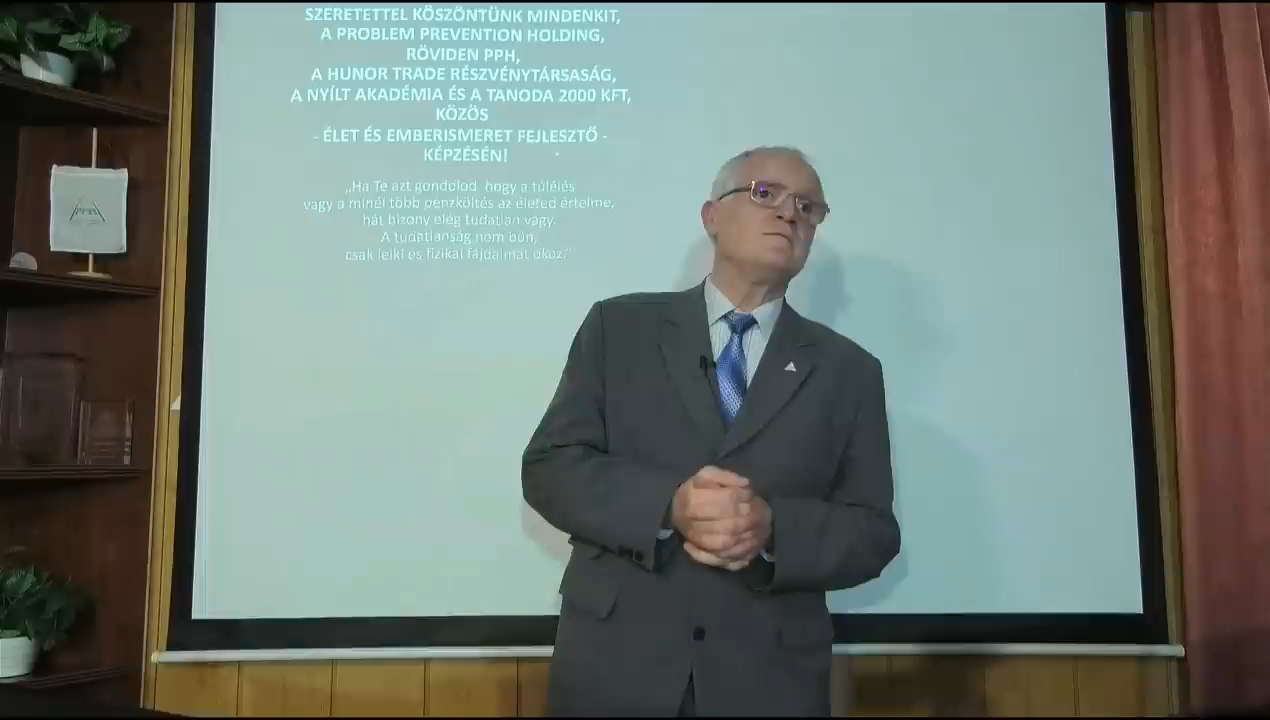 SZERETETTEL KÖSZÖNTÜNK MINDENKIT,
A PROBLEM PREVENTION HOLDING,
RÖVIDEN PPH,
A HUNOR TRADE RÉSZVÉNYTÁRSASÁG,
A NYÍLT AKADÉMIA ÉS A TANODA 2000 KFT,
KÖZÖS
- ÉLET ÉS EMBERISMERET FEJLESZTŐ -
KÉPZÉSÉN!
„Ha Te azt gondolod, hogy a túlélés
vagy a minél több pénzköltés az életed értelme,
hát bizony elég tudatlan vagy.
A tudatlanság nem bűn,
csak lelki és fizikai fájdalmat okoz.”